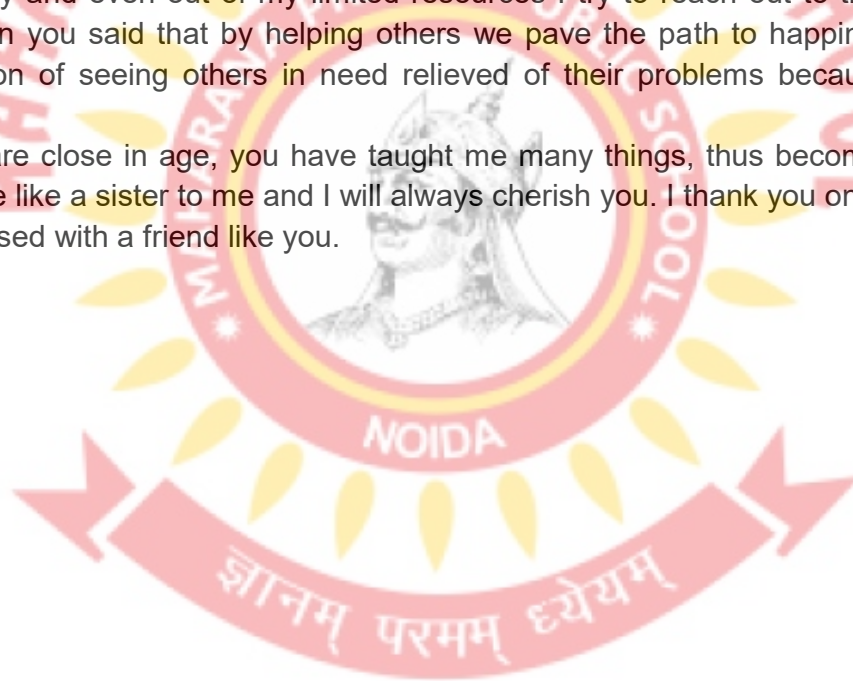 and even out of my limited resources I try to reach out to
n you said that by helping others we pave the path to happin
on of seeing others in need relieved of their problems becau
are close in age, you have taught me many things, thus becom
e like a sister to me and I will always cherish you. I thank you on
sed with a friend like you.
MAHARANA
BLIC SCHOOL
NOIDA
ज्ञानम् परमम् ध्येयम्